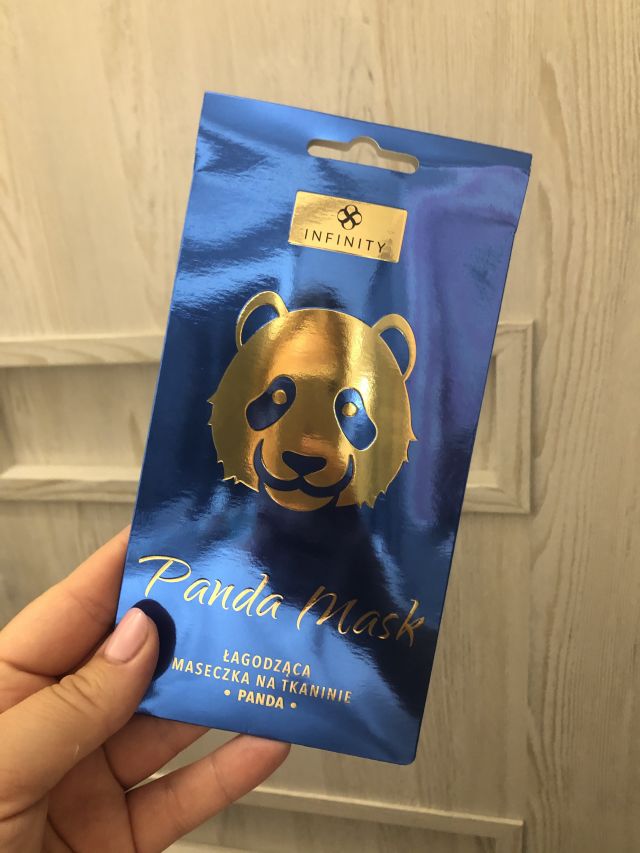 INFINITY
Panda Mask
ŁAGODZĄCA
MASECZKA NA TKANINIE
• PANDA •